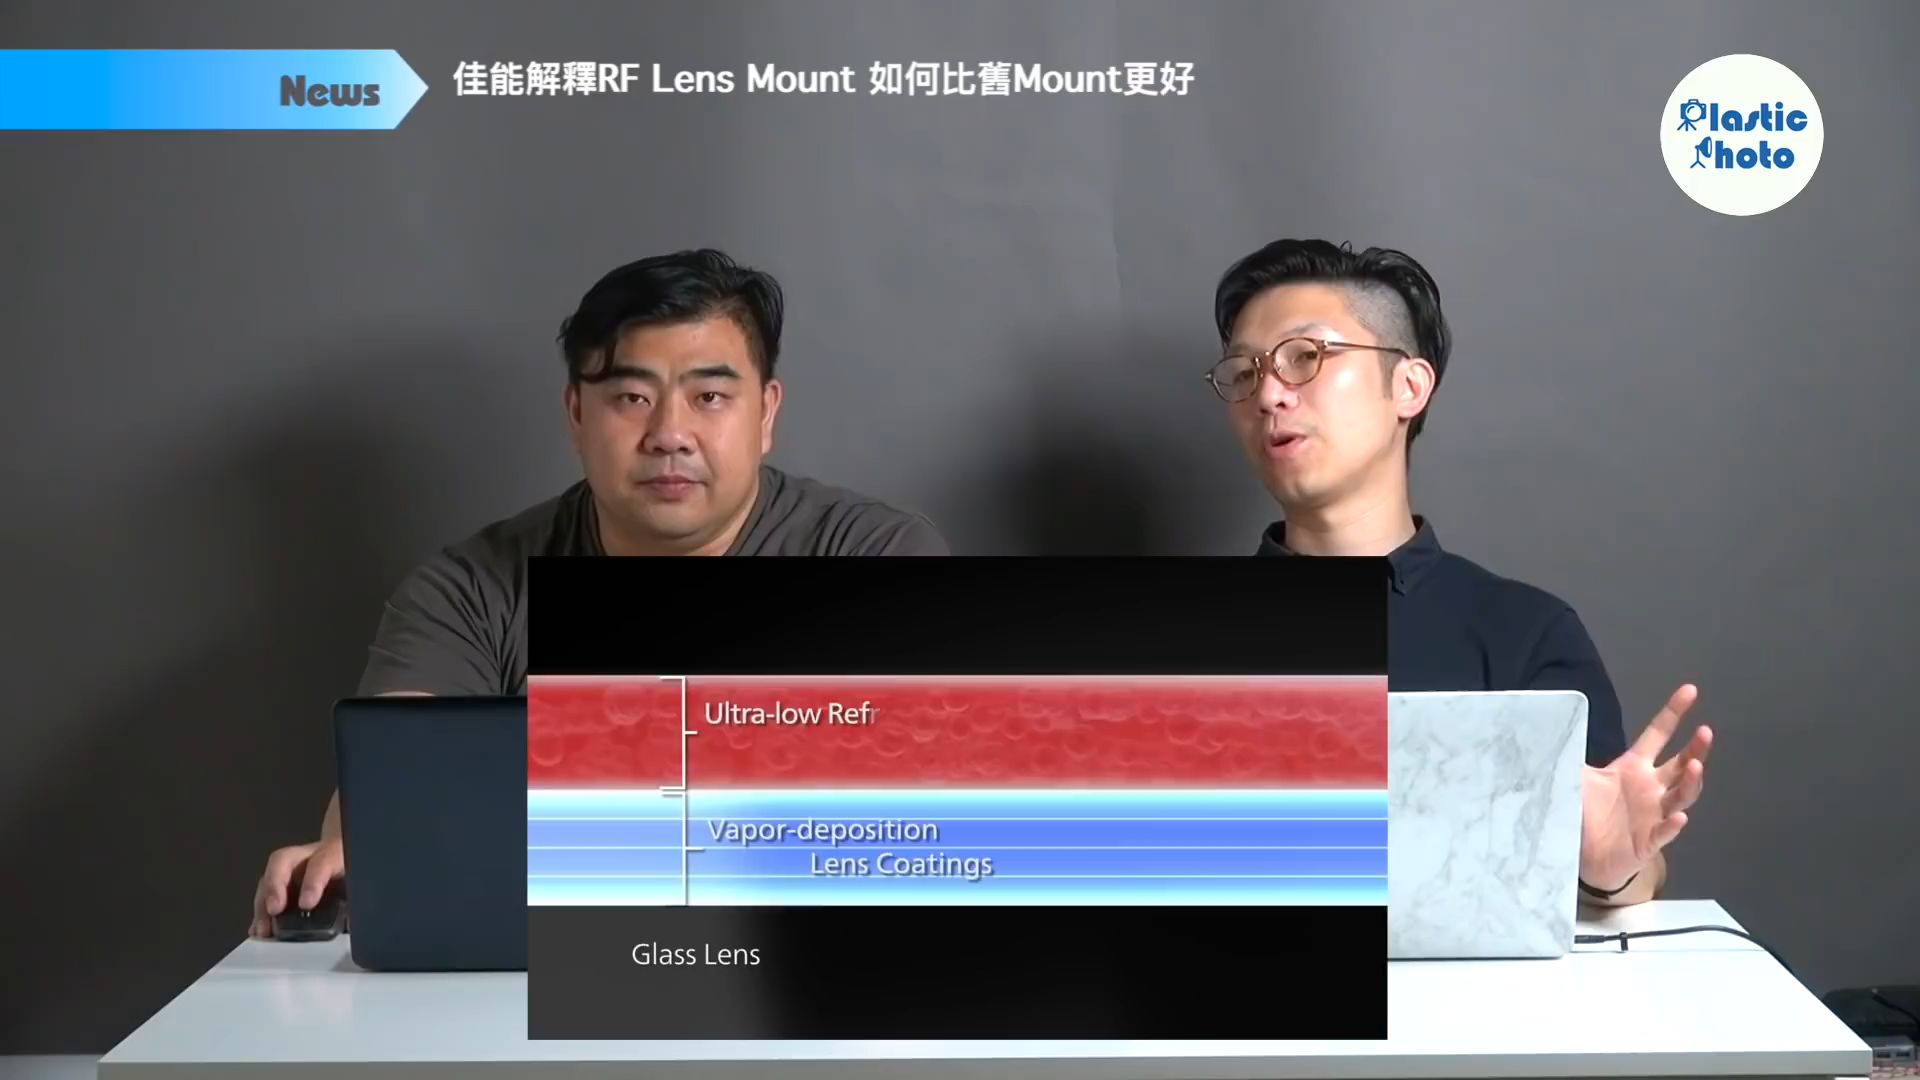 News
佳能解釋RF Lens Mount 如何比舊Mount更好
Plastic
Photo
Ultra-low Refr
Vapor-deposition
Lens Coatings
Glass Lens